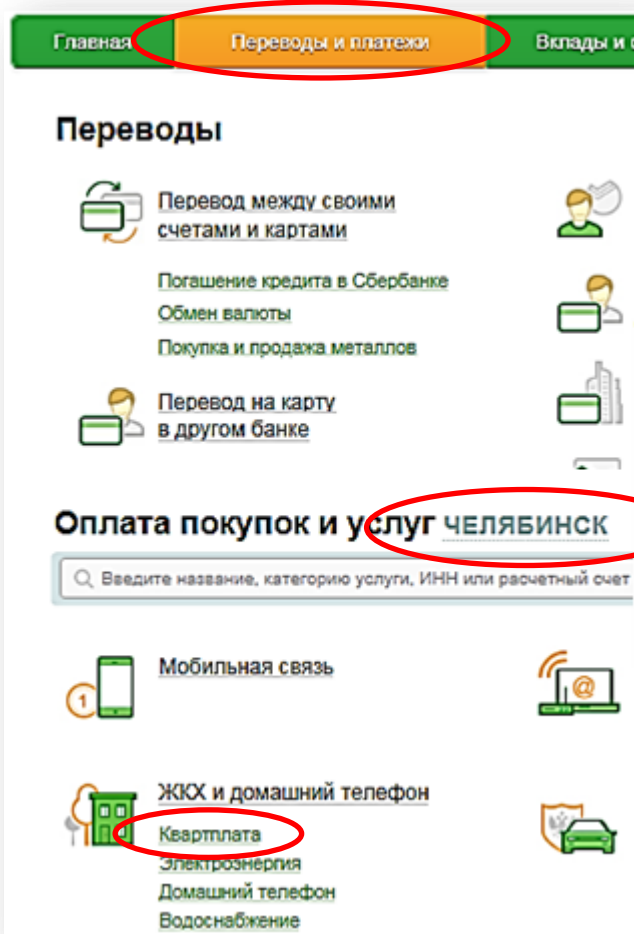 Главная Переводы и платежи Вклады и
Переводы
Перевод между своими
счетами и картами
Погашение кредита в Сбербанке
Обмен валюты
Покупка и продажа металлов
Перевод на карту
в другом банке
Оплата покупок и услуг ЧЕЛЯБИНСК
Введите название, категорию услуги, ИНН или расчетный счет
Мобильная связь
1
@
ЖКХ и домашний телефон
Квартплата
Электроэнергия
Домашний телефон
Водоснабжение